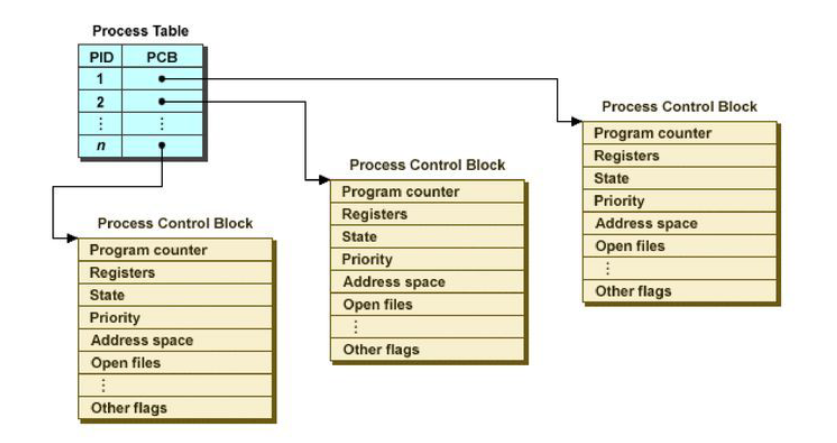 Process Table
PID PCB
1
2
⋮ ⋮
n
Process Control Block
Program counter
Registers
State
Priority
Address space
Open files
⋮
Other flags
Process Control Block
Program counter
Registers
State
Priority
Address space
Open files
⋮
Other flags
Process Control Block
Program counter
Registers
State
Priority
Address space
Open files
⋮
Other flags